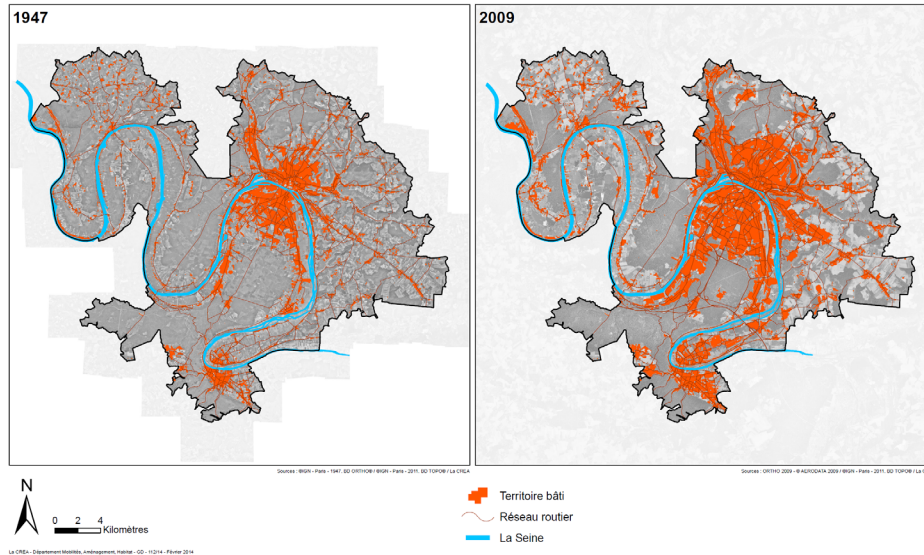 1947
2009
Sources : ©IGN - Paris - 1947, BD ORTHO® / ©IGN - Paris - 2011, BD TOPO® / La CREA
Sources : ORTHO 2009 - © AERODATA 2009 / ©IGN - Paris - 2011, BD TOPO® / La
N
0 2 4
Kilomètres
Territoire bâti
Réseau routier
La Seine
La CREA - Département Mobilités, Aménagement, Habitat - GD - 112/14 - Février 2014